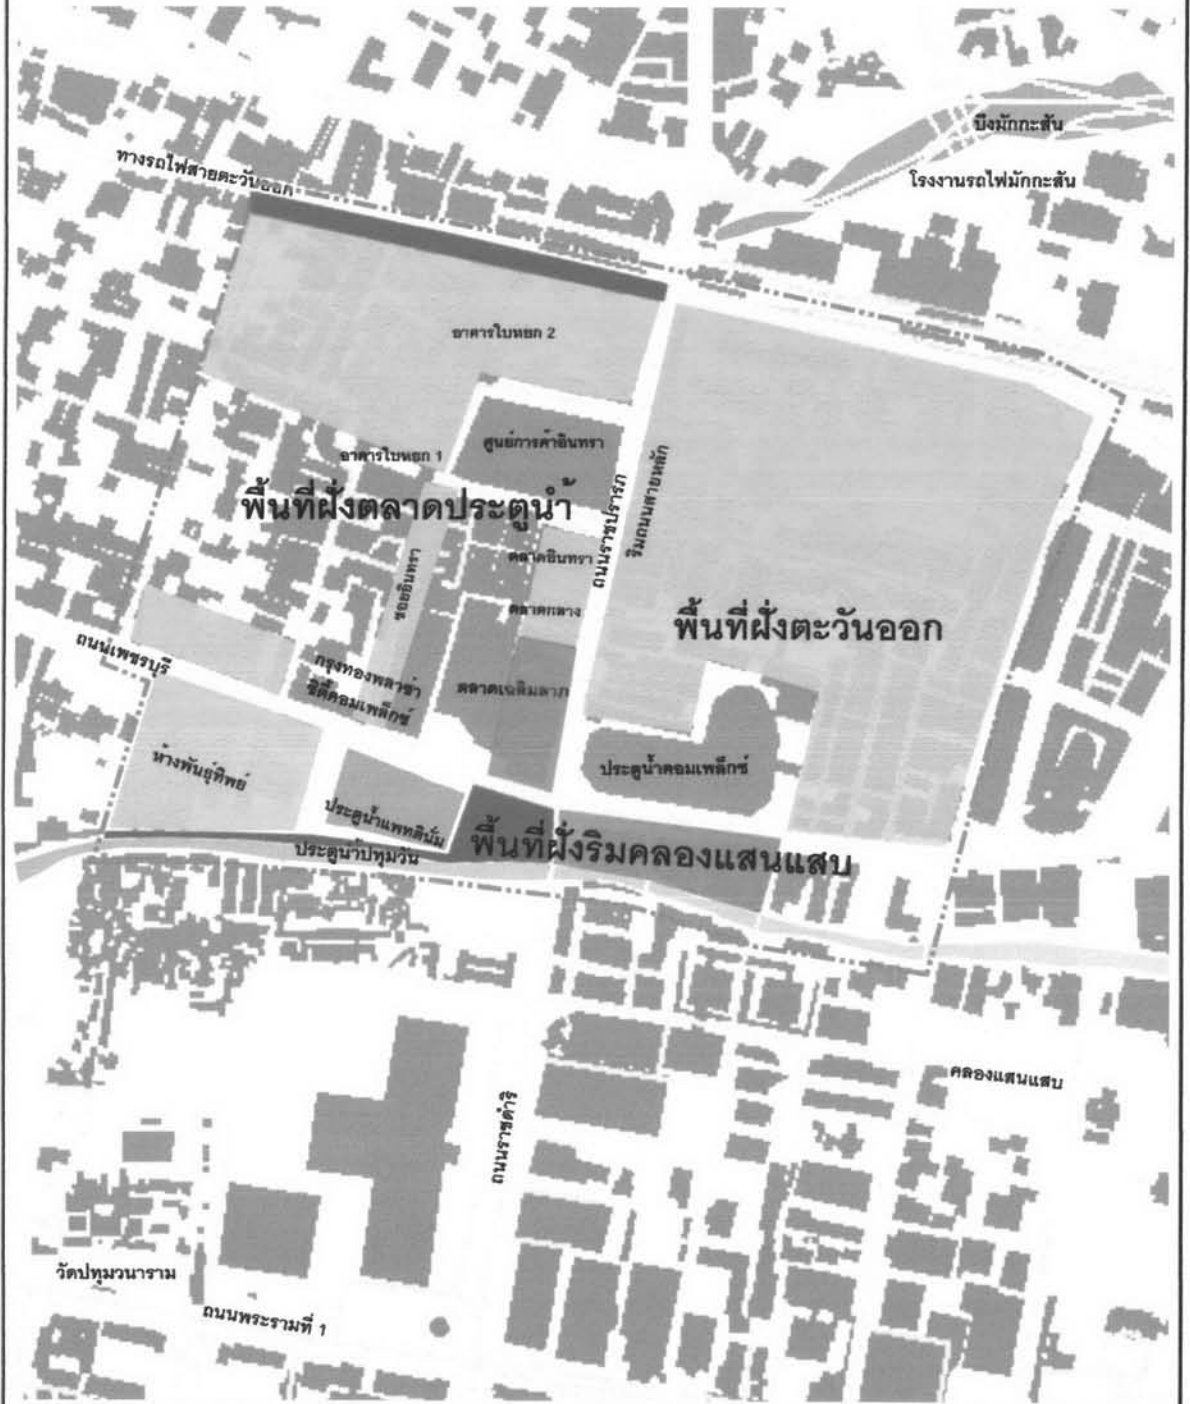 บึงมักกะสัน
ทางรถไฟสายตะวันออก
โรงงานรถไฟมักกะสัน
อาคารใบหยก 2
ศูนย์การค้าอินทรา
อาคารใบหยก 1
พื้นที่ฝั่งตลาดประตูน้ำ
ถนนราชปรารภ
ริมถนนสายหลัก
ตลาดอินทรา
ซอยอินทรา
ตลาดกลาง
พื้นที่ฝั่งตะวันออก
ถนนเพชรบุรี
กรุงทองพลาซ่า
ซิตี้คอมเพล็กซ์
ตลาดเฉลิมลาภ
ห้างพันธุ์ทิพย์
ประตูน้ำคอมเพล็กซ์
ประตูน้ำแพทตินั่ม
ประตูน้ำปทุมวัน
พื้นที่ฝั่งริมคลองแสนแสบ
คลองแสนแสบ
ถนนราชดำริ
วัดปทุมวนาราม
ถนนพระรามที่ 1